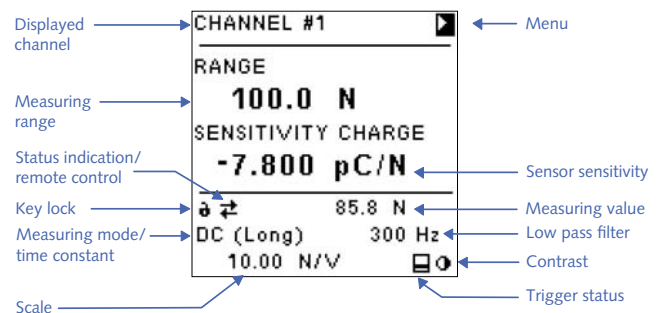 Displayed
channel
CHANNEL #1
Menu
RANGE
Measuring
range
100.0 N
SENSITIVITY CHARGE
Status indication/
remote control
-7.800 pC/N
Sensor sensitivity
Key lock
85.8 N
Measuring value
Measuring mode/
time constant
DC (Long) 300 Hz
Low pass filter
10.00 N/V
Contrast
Trigger status
Scale